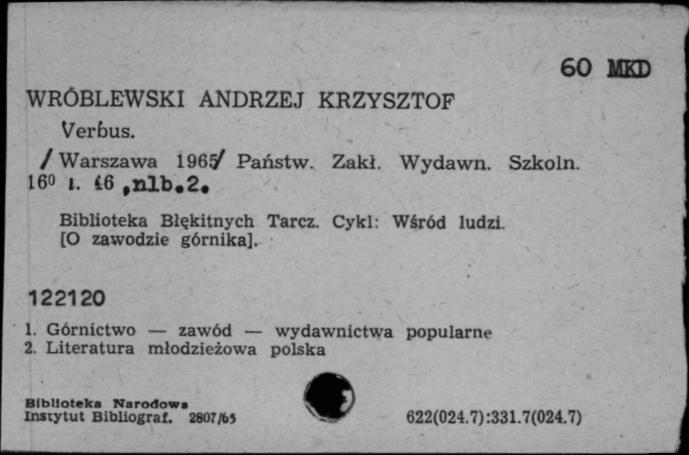 60 MKD
WRÓBLEWSKI ANDRZEJ KRZYSZTOF
Verbus.
/ Warszawa 1965/ Państw. Zakł. Wydawn. Szkoln.
16⁰ s. 46 ,nlb.2.
Biblioteka Błękitnych Tarcz. Cykl: Wśród ludzi.
[O zawodzie górnika].
122120
1. Górnictwo — zawód — wydawnictwa popularne
2. Literatura młodzieżowa polska
Biblioteka Narodowa
Instytut Bibliograf. 2807/65
622(024.7):331.7(024.7)